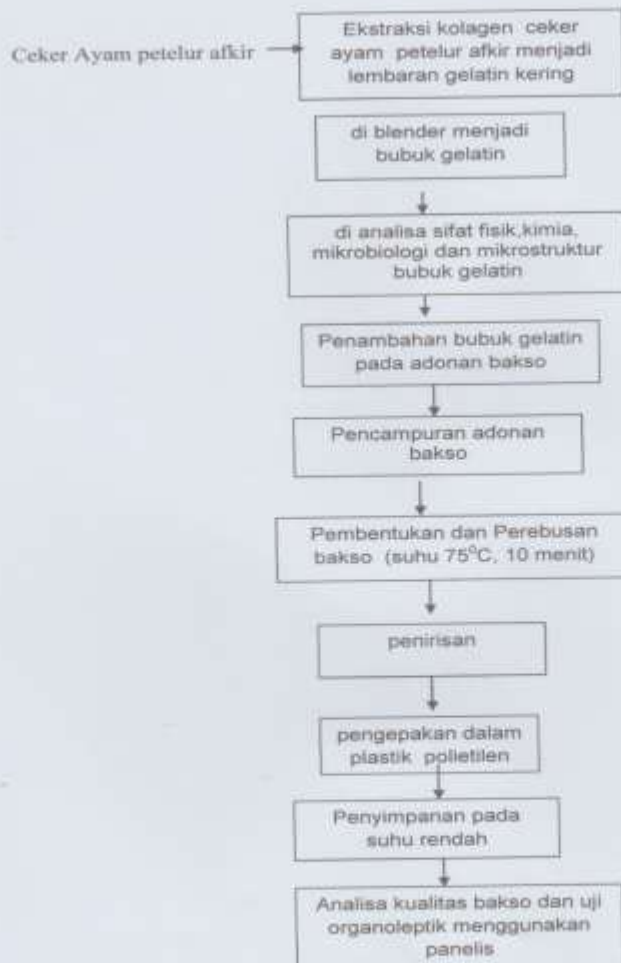 Ceker Ayam petelur afkir
Ekstraksi kolagen ceker
ayam petelur afkir menjadi
lembaran gelatin kering
di blender menjadi
bubuk gelatin
di analisa sifat fisik,kimia,
mikrobiologi dan mikrostruktur
bubuk gelatin
Penambahan bubuk gelatin
pada adonan bakso
Pencampuran adonan
bakso
Pembentukan dan Perebusan
bakso (suhu 75⁰C, 10 menit)
penirisan
pengepakan dalam
plastik polietilen
Penyimpanan pada
suhu rendah
Analisa kualitas bakso dan uji
organoleptik menggunakan
panelis